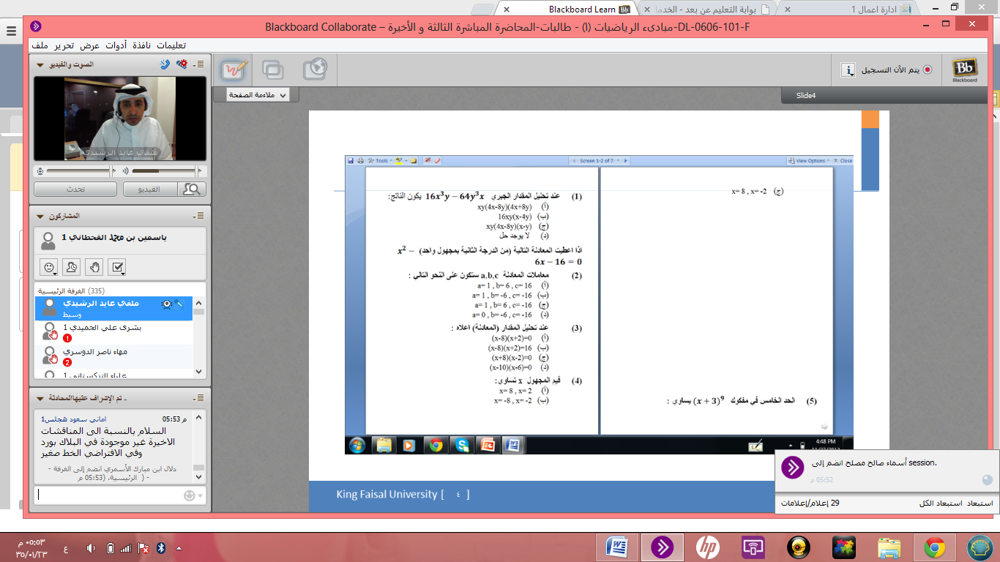 ادارة اعمال 1
بوابة التعليم عن بعد - الخدما
Blackboard Learn
Blackboard Collaborate – مبادىء الرياضيات (١) - طالبات-المحاضرة المباشرة الثالثة و الأخيرة-DL-0606-101-F
ملف تحرير عرض أدوات نافذة تعليمات
الصوت والفيديو
ملفي عايد الرشيدي
تحدث
الفيديو
المشاركون
ياسمين بن محمد القحطاني 1
الغرفة الرئيسية (335)
ملفي عايد الرشيدي
وسيط
بشرى علي الحميدي 1
1
مهاء ناصر الدوسري
2
علياء التركستاني 1
المحادثة تم الإشراف عليها -
اماني سعود هجلس1
05:53 م
السلام بالنسبة الى المناقشات
الاخيرة غير موجودة في البلاك بورد
وفي الافتراضي الخط صغير
دلال ابن مبارك الأسمري انضم إلى الغرفة -
الرئيسية. (05:53 م) -
ملاءمة الصفحة
يتم الآن التسجيل
Bb
Blackboard
Slide4
Tools
Screen 1-2 of 7
View Options
Close
(1) عند تحليل المقدار الجبري 16x³y − 64y³x يكون الناتج:
(أ) xy(4x-8y)(4x+8y)
(ب) 16xy(x-4y)
(ج) xy(4x-8y)(x-y)
(د) لا يوجد حل
اذا اعطيت المعادلة التالية (من الدرجة الثانية بمجهول واحد) x² −
6x − 16 = 0
(2) معاملات المعادلة a,b,c ستكون على النحو التالي :
(أ) a= 1 , b= 6 , c= 16
(ب) a= 1 , b= -6 , c= -16
(ج) a= 1 , b= 6 , c= -16
(د) a= 0 , b= -6 , c= -16
(3) عند تحليل المقدار (المعادلة) اعلاه :
(أ) (x-8)(x+2)=0
(ب) (x-8)(x+2)=16
(ج) (x+8)(x-2)=0
(د) (x-10)(x-6)=0
(4) قيم المجهول x تساوي:
(أ) x= 8 , x= 2
(ب) x= -8 , x= -2
(ج) x= 8 , x= -2
(5) الحد الخامس في مفكوك (x + 3)⁹ يساوي :
4:48 PM
King Faisal University [ ٤ ]
أسماء صالح مصلح انضم إلى session.
05:52 م
29 إعلام/إعلامات
استبعاد الكل
استبعاد
٠٥:٥٣ م
٣٥/٠١/٢٣
ع